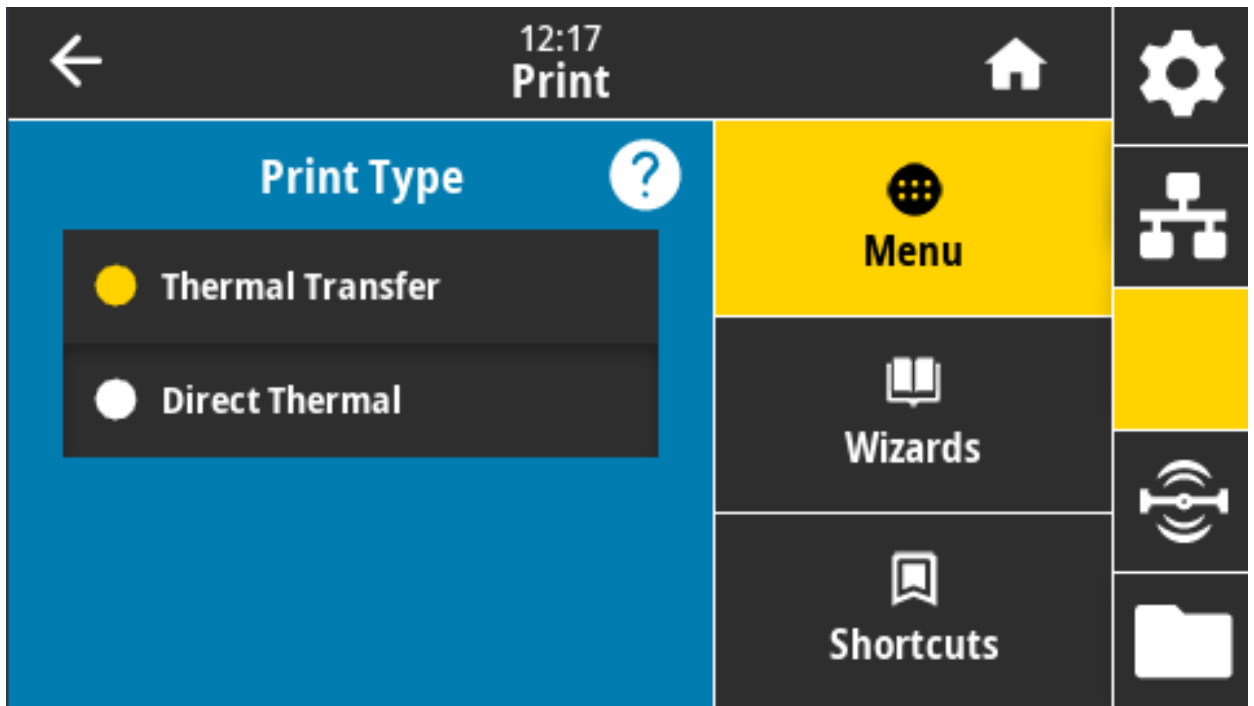 12:17
Print
Print Type
?
Thermal Transfer
Direct Thermal
Menu
Wizards
Shortcuts